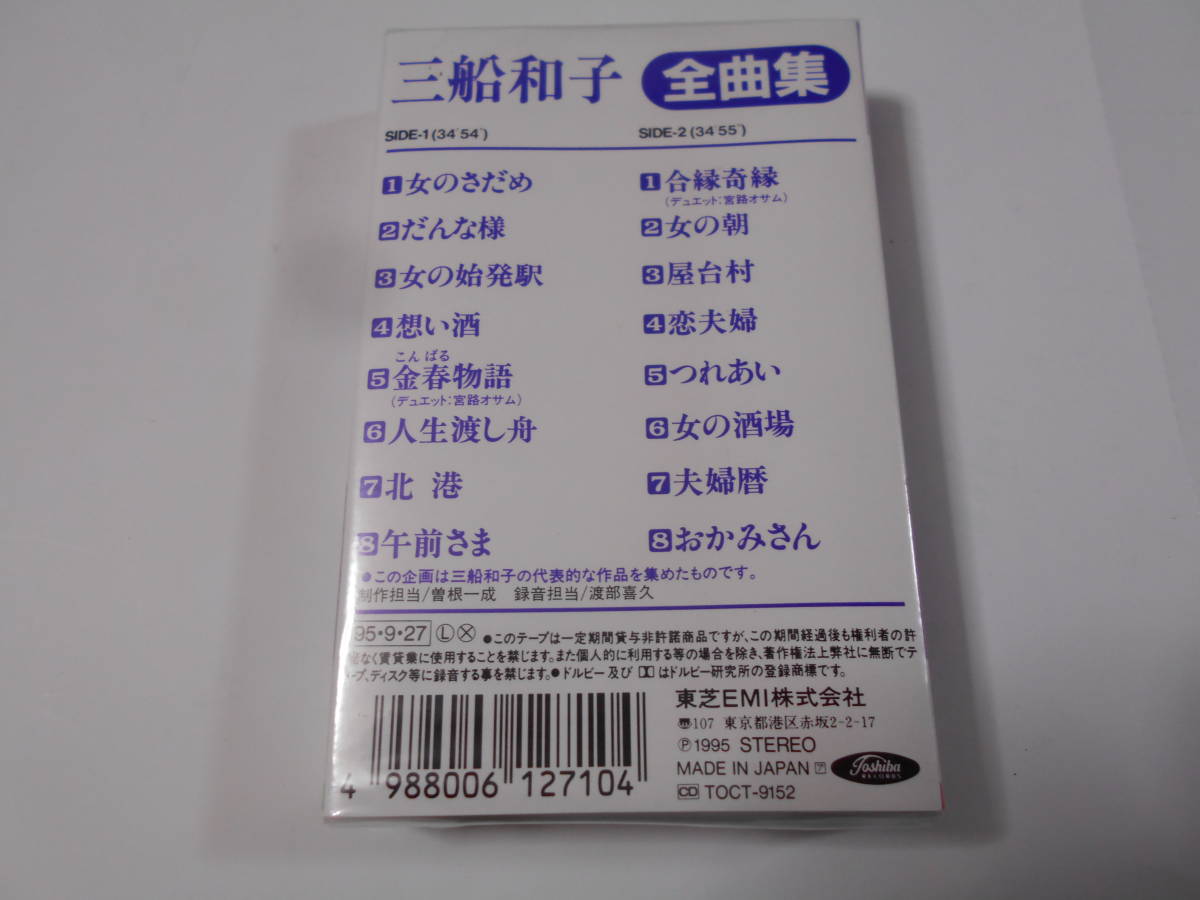 三船和子 全曲集
SIDE-1 (34'54")
1 女のさだめ
2 だんな様
3 女の始発駅
4 想い酒
こんぱる
5 金春物語
(デュエット:宮路オサム)
6 人生渡し舟
7 北 港
8 午前さま
SIDE-2 (34'55")
1 合縁奇縁
(デュエット:宮路オサム)
2 女の朝
3 屋台村
4 恋夫婦
5 つれあい
6 女の酒場
7 夫婦暦
8 おかみさん
●この企画は三船和子の代表的な作品を集めたものです。
制作担当/曽根一成 録音担当/渡部喜久
95・9・27 Ⓛ Ⓧ ●このテープは一定期間貸与非許諾商品ですが、この期間経過後も権利者の許
なく賃貸業に使用することを禁じます。また個人的に利用する等の場合を除き、著作権法上弊社に無断でテ
ープ、ディスク等に録音する事を禁じます。●ドルビー及びはドルビー研究所の登録商標です。
東芝EMI株式会社
〠107 東京都港区赤坂2-2-17
Ⓟ1995 STEREO
MADE IN JAPAN ア
Toshiba
RECORDS
CD TOCT-9152
4 988006 127104